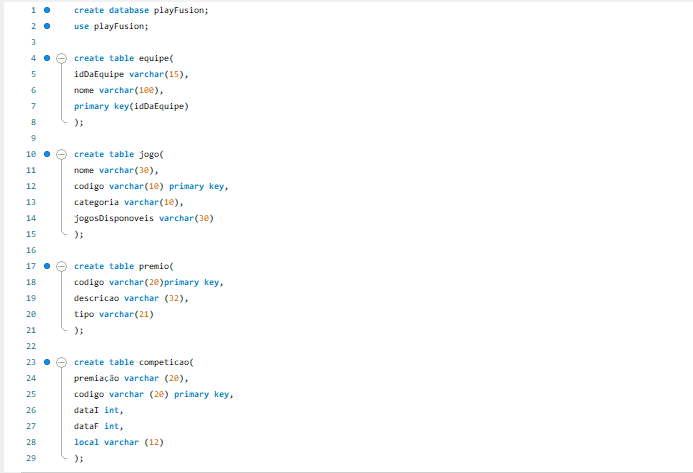 1 create database playFusion;
2 use playFusion;
3
4 create table equipe(
5 idDaEquipe varchar(15),
6 nome varchar(100),
7 primary key(idDaEquipe)
8 );
9
10 create table jogo(
11 nome varchar(30),
12 codigo varchar(10) primary key,
13 categoria varchar(10),
14 jogosDisponoveis varchar(30)
15 );
16
17 create table premio(
18 codigo varchar(20)primary key,
19 descricao varchar (32),
20 tipo varchar(21)
21 );
22
23 create table competicao(
24 premiação varchar (20),
25 codigo varchar (20) primary key,
26 dataI int,
27 dataF int,
28 local varchar (12)
29 );